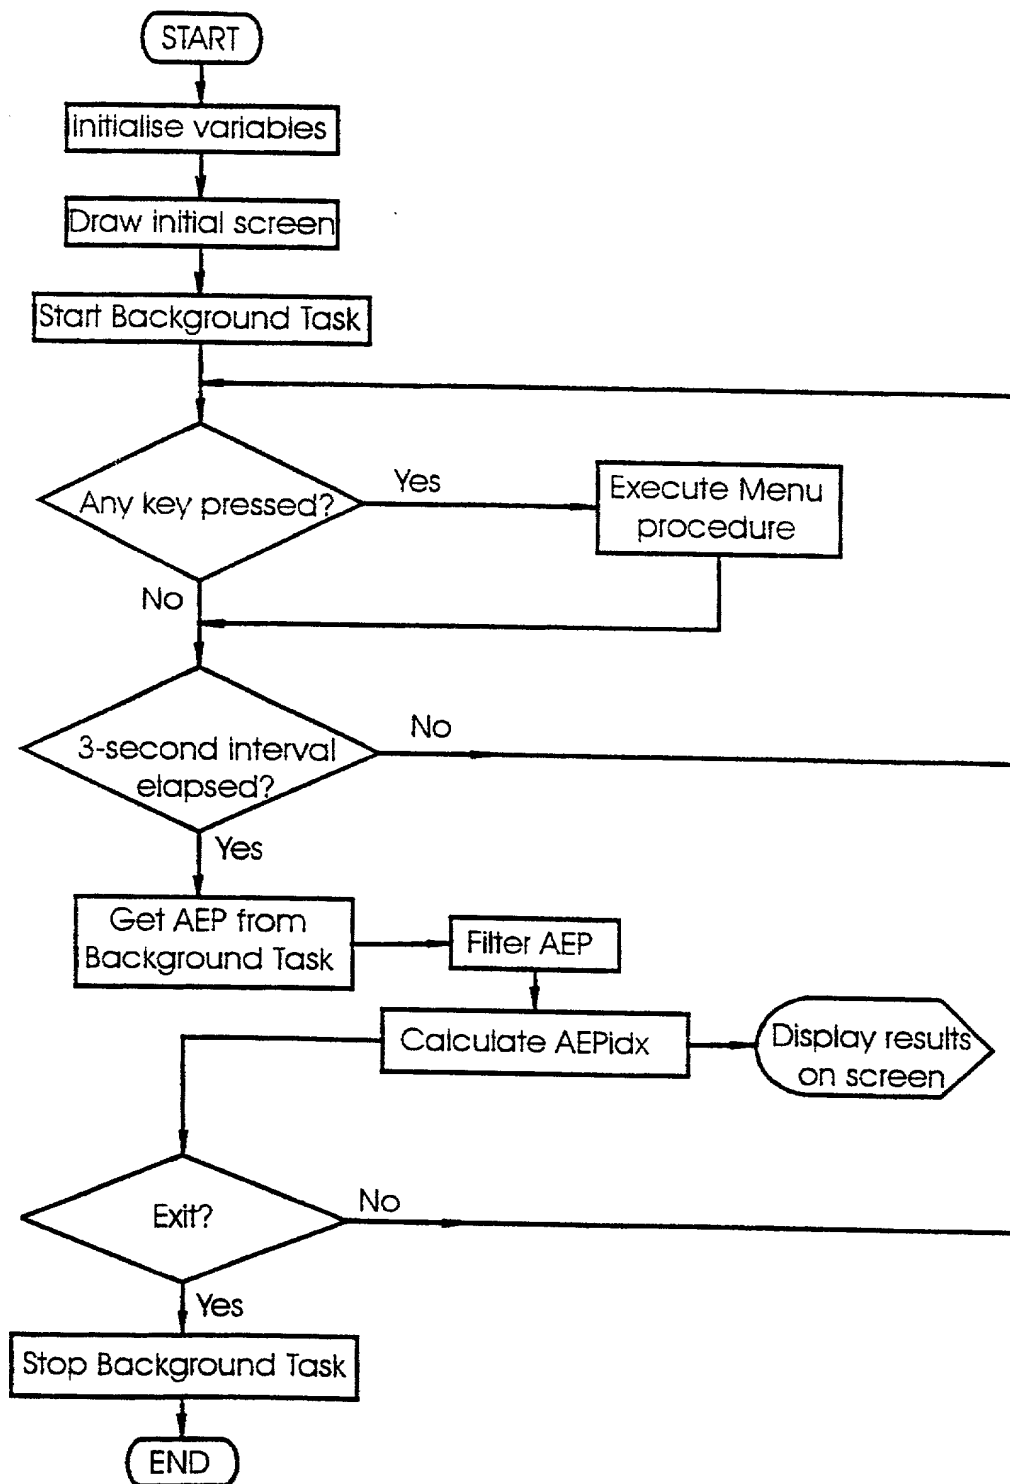 START
Initialise variables
Draw initial screen
Start Background Task
Any key pressed?
Yes
Execute Menu
procedure
No
3-second interval
elapsed?
No
Yes
Get AEP from
Background Task
Filter AEP
Calculate AEPidx
Display results
on screen
Exit?
No
Yes
Stop Background Task
END